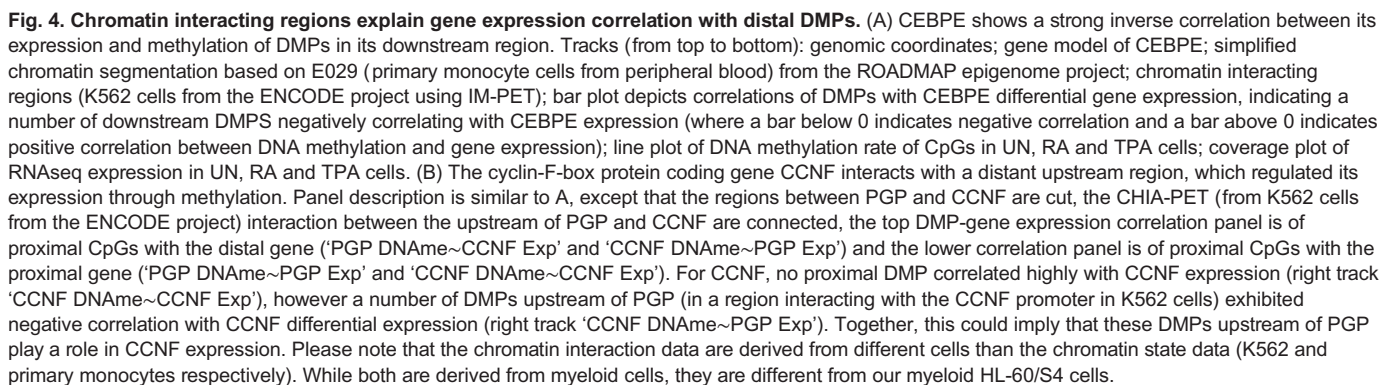 Fig. 4. Chromatin interacting regions explain gene expression correlation with distal DMPs. (A) CEBPE shows a strong inverse correlation between its
expression and methylation of DMPs in its downstream region. Tracks (from top to bottom): genomic coordinates; gene model of CEBPE; simplified
chromatin segmentation based on E029 (primary monocyte cells from peripheral blood) from the ROADMAP epigenome project; chromatin interacting
regions (K562 cells from the ENCODE project using IM-PET); bar plot depicts correlations of DMPs with CEBPE differential gene expression, indicating a
number of downstream DMPS negatively correlating with CEBPE expression (where a bar below 0 indicates negative correlation and a bar above 0 indicates
positive correlation between DNA methylation and gene expression); line plot of DNA methylation rate of CpGs in UN, RA and TPA cells; coverage plot of
RNAseq expression in UN, RA and TPA cells. (B) The cyclin-F-box protein coding gene CCNF interacts with a distant upstream region, which regulated its
expression through methylation. Panel description is similar to A, except that the regions between PGP and CCNF are cut, the CHIA-PET (from K562 cells
from the ENCODE project) interaction between the upstream of PGP and CCNF are connected, the top DMP-gene expression correlation panel is of
proximal CpGs with the distal gene (‘PGP DNAme∼CCNF Exp’ and ‘CCNF DNAme∼PGP Exp’) and the lower correlation panel is of proximal CpGs with the
proximal gene (‘PGP DNAme∼PGP Exp’ and ‘CCNF DNAme∼CCNF Exp’). For CCNF, no proximal DMP correlated highly with CCNF expression (right track
‘CCNF DNAme∼CCNF Exp’), however a number of DMPs upstream of PGP (in a region interacting with the CCNF promoter in K562 cells) exhibited
negative correlation with CCNF differential expression (right track ‘CCNF DNAme∼PGP Exp’). Together, this could imply that these DMPs upstream of PGP
play a role in CCNF expression. Please note that the chromatin interaction data are derived from different cells than the chromatin state data (K562 and
primary monocytes respectively). While both are derived from myeloid cells, they are different from our myeloid HL-60/S4 cells.